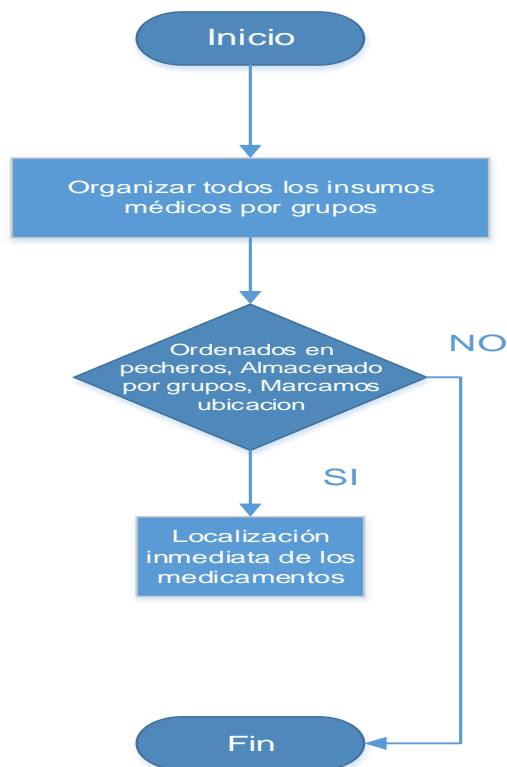 Inicio
Organizar todos los insumos
médicos por grupos
Ordenados en
pecheros, Almacenado
por grupos, Marcamos
ubicacion
NO
SI
Localización
inmediata de los
medicamentos
Fin